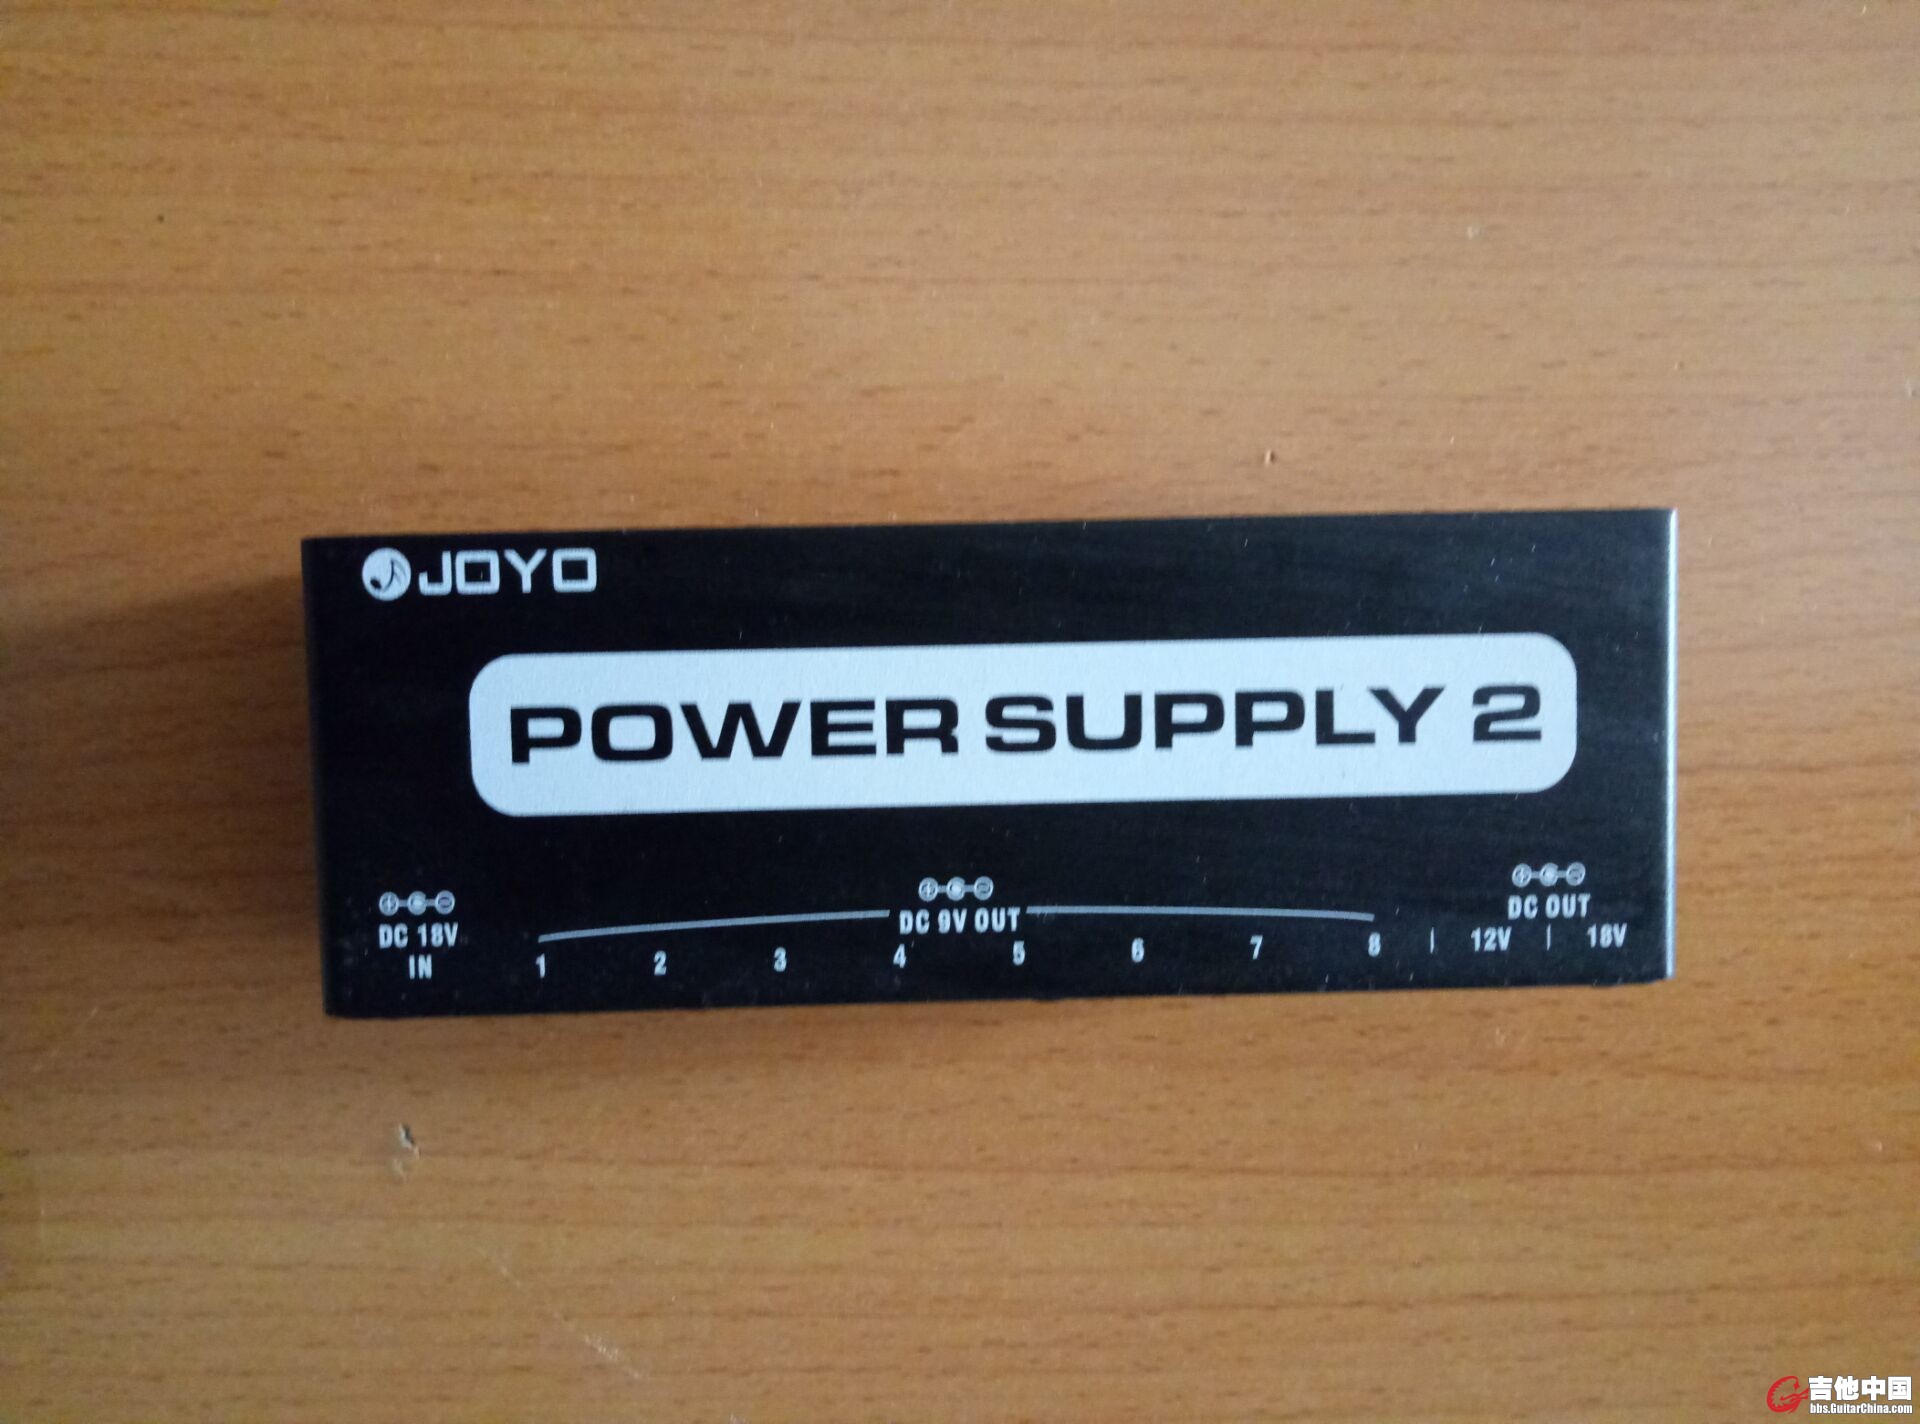 JOYO
POWER SUPPLY 2
DC 18V
IN
DC 9V OUT
1 2 3 4 5 6 7 8
DC OUT
12V | 18V
吉他中国
bbs.GuitarChina.com